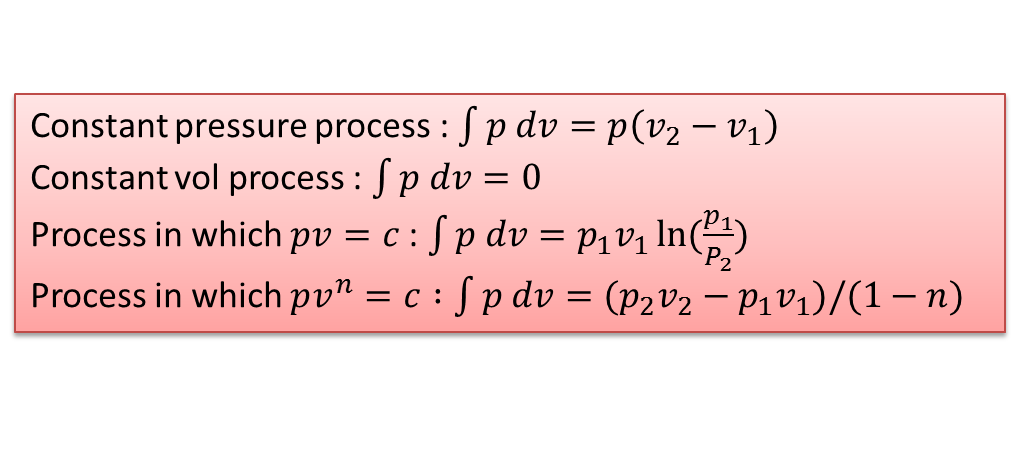 Constant pressure process : ∫ p dv = p(v₂ − v₁)
Constant vol process : ∫ p dv = 0
Process in which pv = c : ∫ p dv = p₁v₁ ln(p₁/P₂)
Process in which pvⁿ = c : ∫ p dv = (p₂v₂ − p₁v₁)/(1 − n)